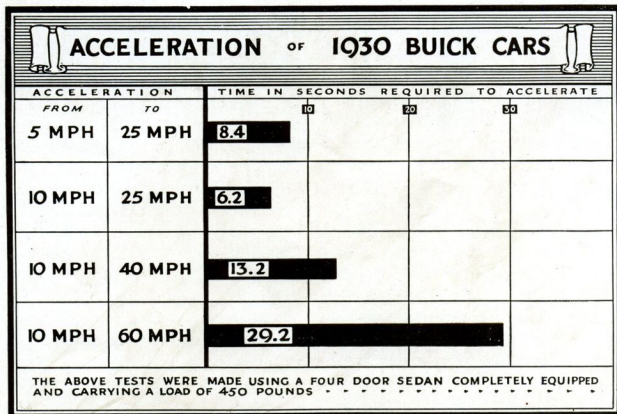 ACCELERATION OF 1930 BUICK CARS
ACCELERATION TIME IN SECONDS REQUIRED TO ACCELERATE
FROM TO 10 20 30
5 MPH 25 MPH 8.4
10 MPH 25 MPH 6.2
10 MPH 40 MPH 13.2
10 MPH 60 MPH 29.2
THE ABOVE TESTS WERE MADE USING A FOUR DOOR SEDAN COMPLETELY EQUIPPED
AND CARRYING A LOAD OF 450 POUNDS